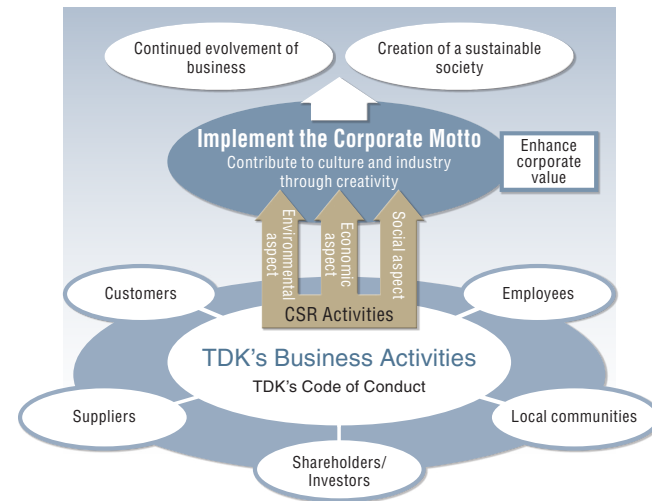 Continued evolvement of
business
Creation of a sustainable
society
Implement the Corporate Motto
Contribute to culture and industry
through creativity
Enhance
corporate
value
Environmental
aspect
Economic
aspect
Social aspect
CSR Activities
Customers
Employees
TDK's Business Activities
TDK's Code of Conduct
Suppliers
Local communities
Shareholders/
Investors